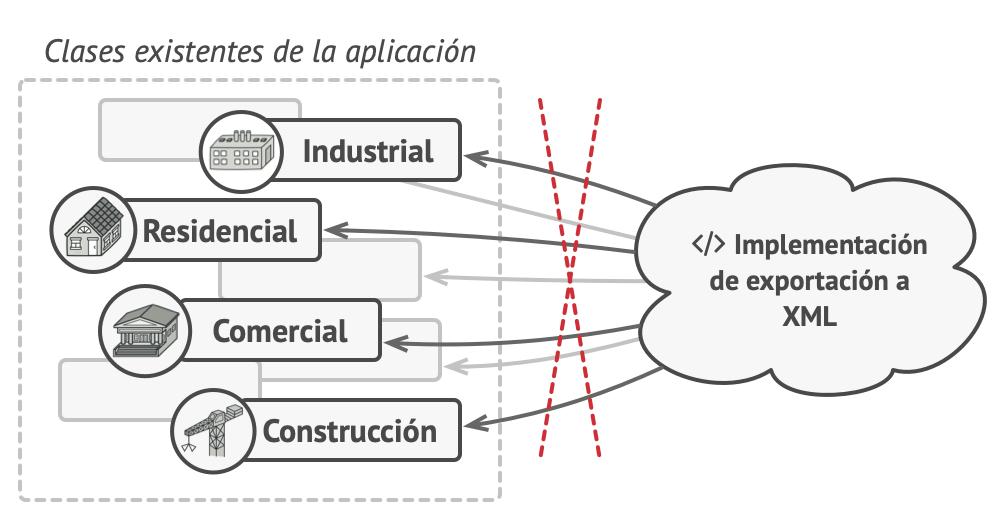 Clases existentes de la aplicación
Industrial
Residencial
Comercial
Construcción
</> Implementación
de exportación a
XML